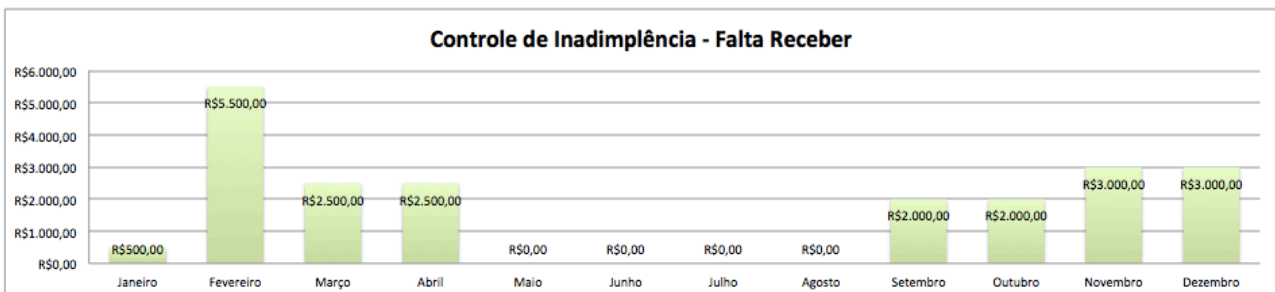 Controle de Inadimplência - Falta Receber
R$6.000,00
R$5.000,00
R$4.000,00
R$3.000,00
R$2.000,00
R$1.000,00
R$0,00
R$500,00
R$5.500,00
R$2.500,00
R$2.500,00
R$0,00
R$0,00
R$0,00
R$0,00
R$2.000,00
R$2.000,00
R$3.000,00
R$3.000,00
Janeiro Fevereiro Março Abril Maio Junho Julho Agosto Setembro Outubro Novembro Dezembro